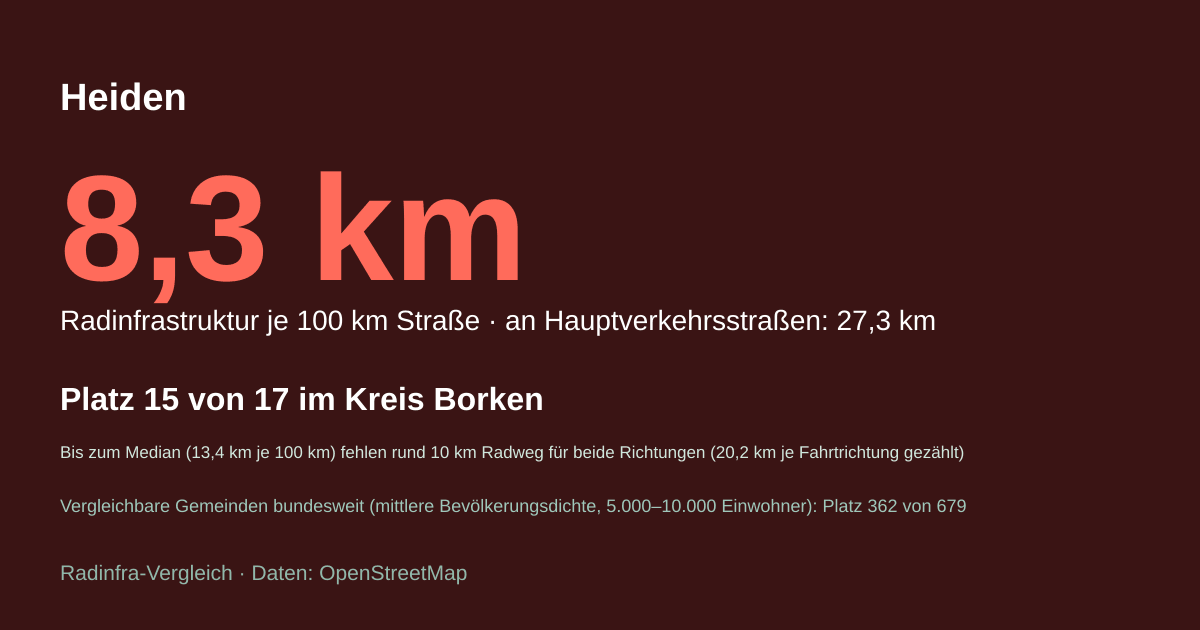 Heiden
8,3 km
Radinfrastruktur je 100 km Straße · an Hauptverkehrsstraßen: 27,3 km
Platz 15 von 17 im Kreis Borken
Bis zum Median (13,4 km je 100 km) fehlen rund 10 km Radweg für beide Richtungen (20,2 km je Fahrtrichtung gezählt)
Vergleichbare Gemeinden bundesweit (mittlere Bevölkerungsdichte, 5.000–10.000 Einwohner): Platz 362 von 679
Radinfra-Vergleich · Daten: OpenStreetMap